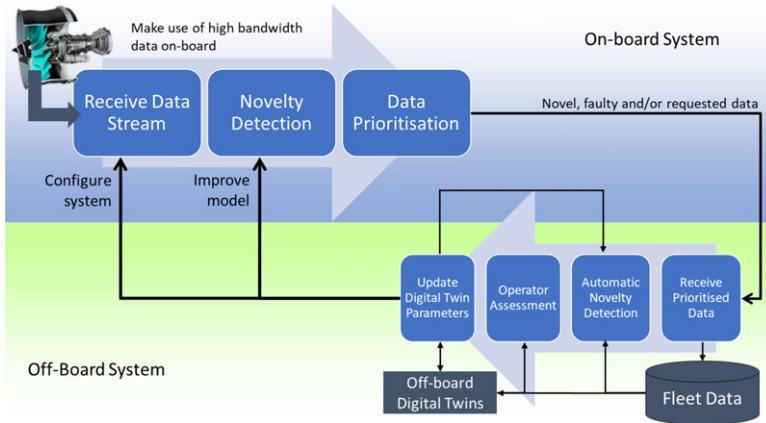 Make use of high bandwidth
data on-board
On-board System
Receive Data
Stream
Novelty
Detection
Data
Prioritisation
Novel, faulty and/or requested data
Configure
system
Improve
model
Update
Digital Twin
Parameters
Operator
Assessment
Automatic
Novelty
Detection
Receive
Prioritised
Data
Off-Board System
Off-board
Digital Twins
Fleet Data